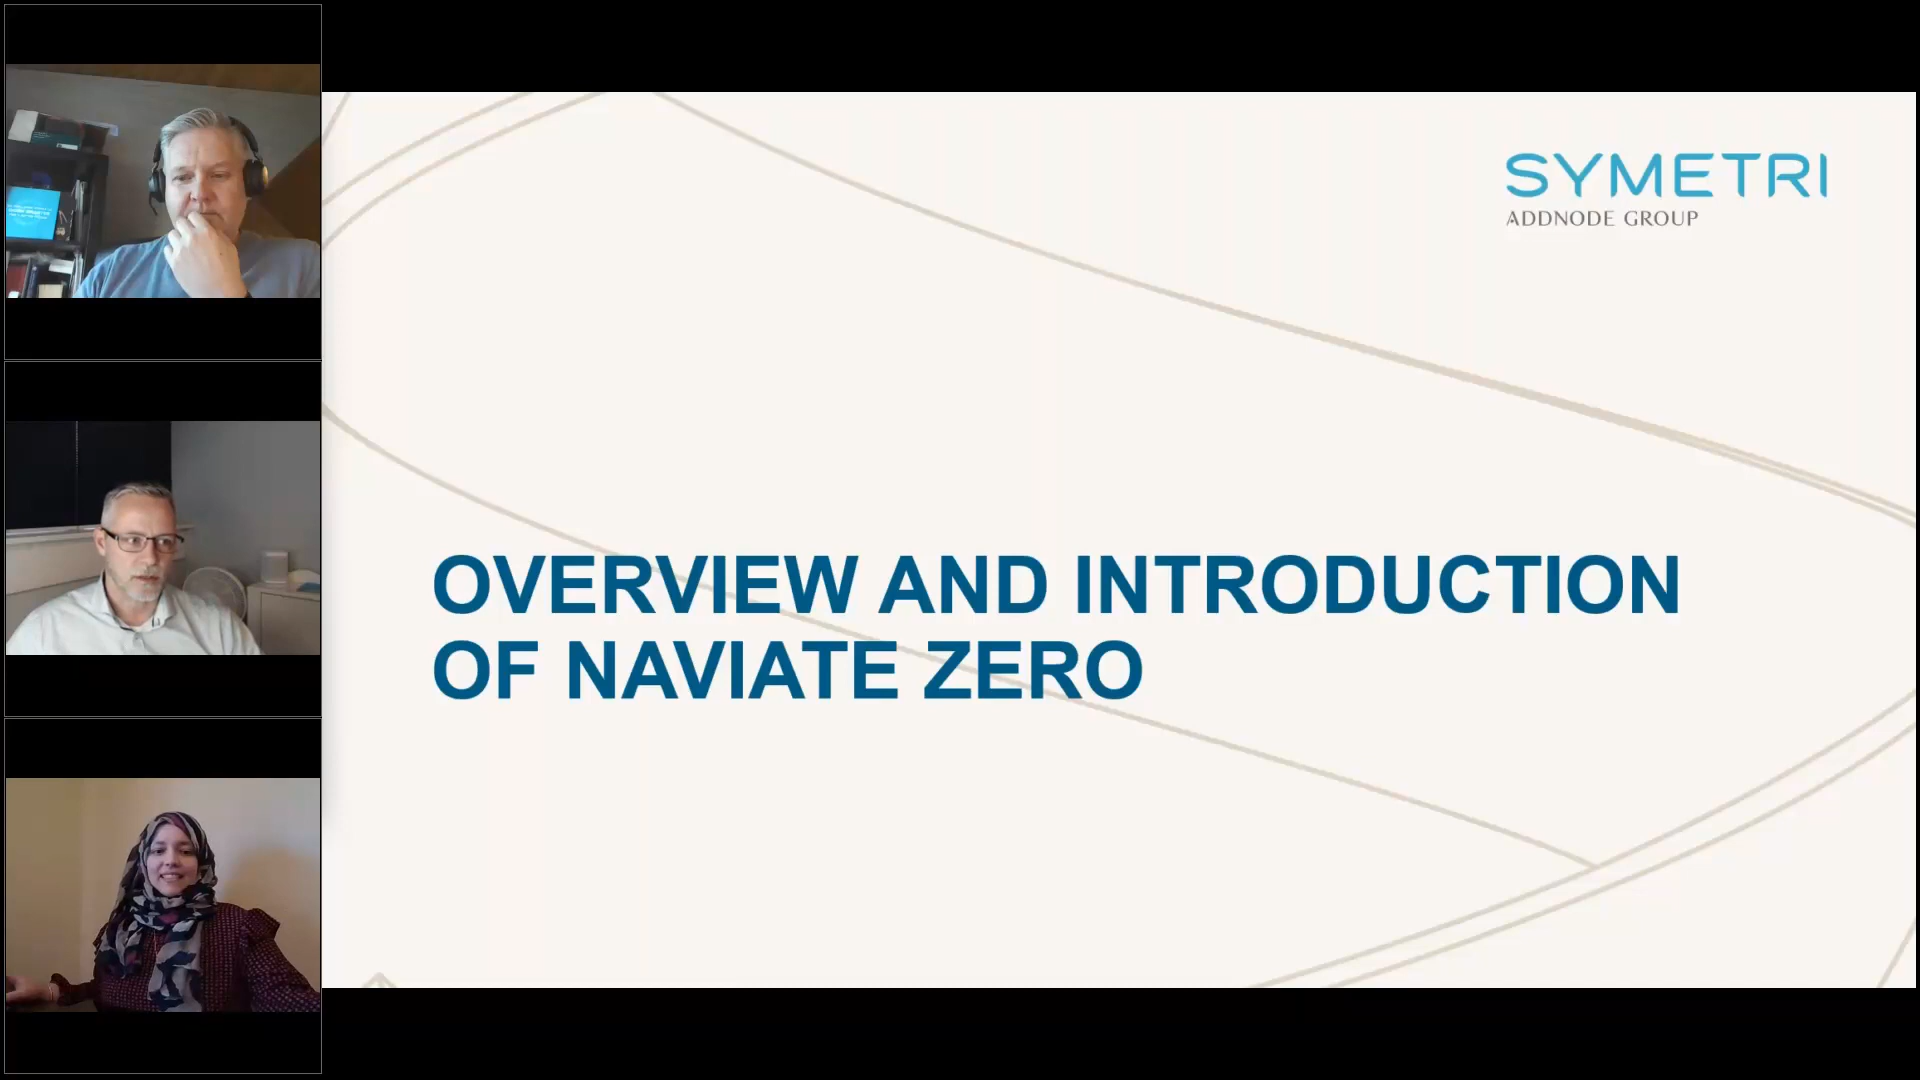 SYMETRI
ADDNODE GROUP
OVERVIEW AND INTRODUCTION
OF NAVIATE ZERO